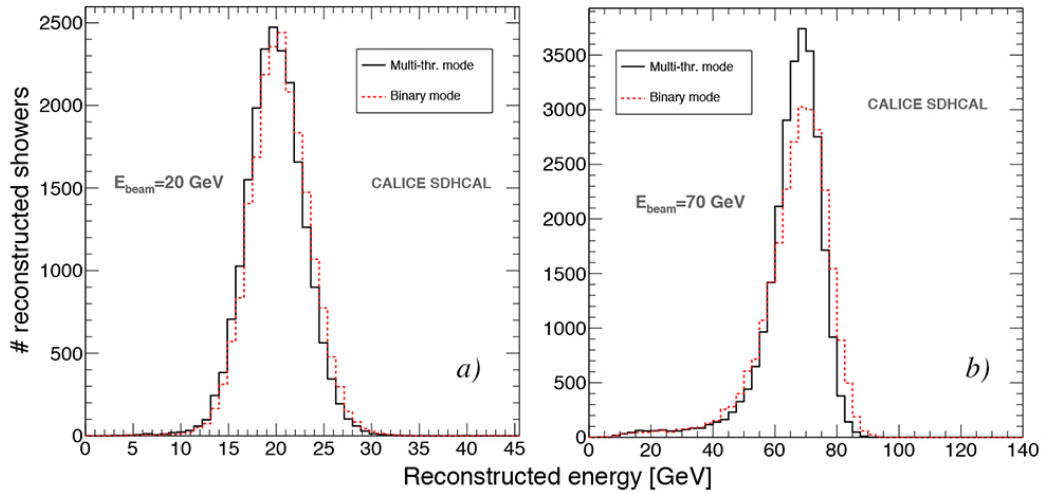 # reconstructed showers
2500
2000
1500
1000
500
0
Multi-thr. mode
Binary mode
E_beam=20 GeV
CALICE SDHCAL
a)
0 5 10 15 20 25 30 35 40 45
3500
3000
2500
2000
1500
1000
500
0
Multi-thr. mode
Binary mode
CALICE SDHCAL
E_beam=70 GeV
b)
0 20 40 60 80 100 120 140
Reconstructed energy [GeV]